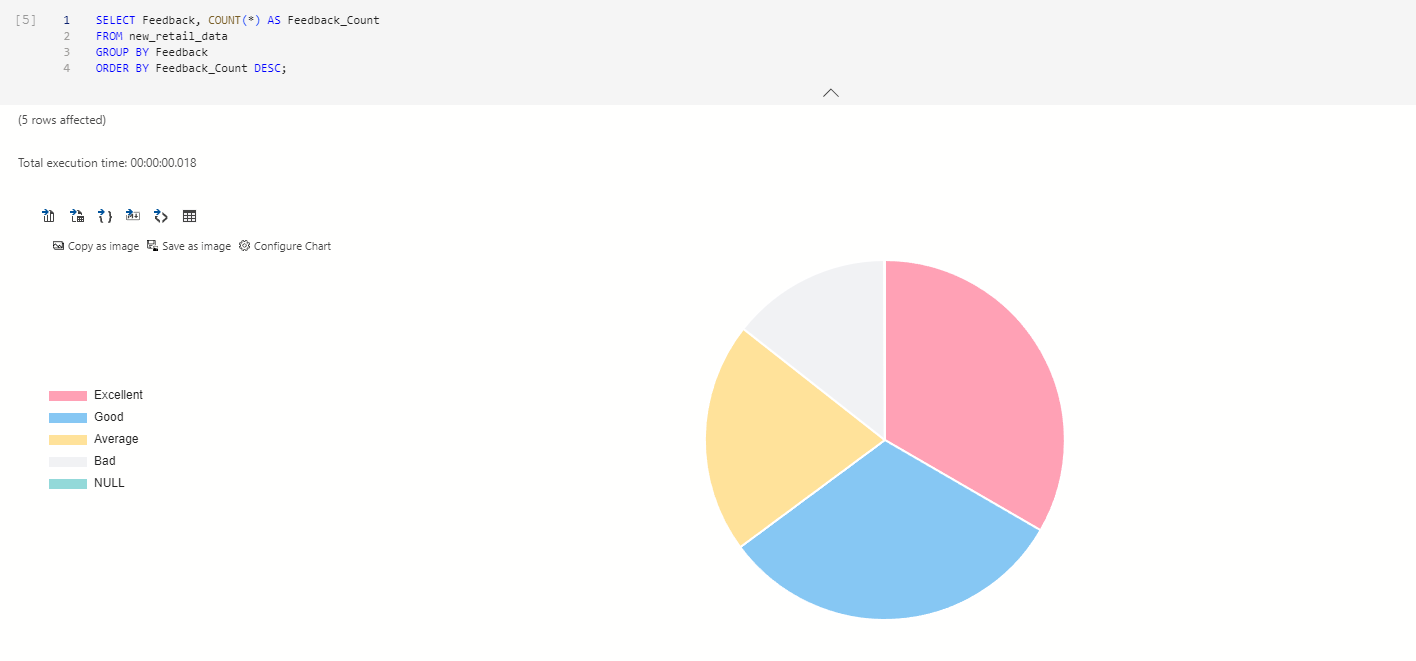 [5] 1 SELECT Feedback, COUNT(*) AS Feedback_Count
2 FROM new_retail_data
3 GROUP BY Feedback
4 ORDER BY Feedback_Count DESC;
(5 rows affected)
Total execution time: 00:00:00.018
Copy as image Save as image Configure Chart
Excellent
Good
Average
Bad
NULL